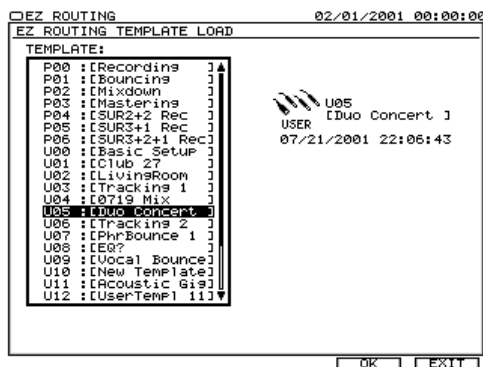 EZ ROUTING 02/01/2001 00:00:00
EZ ROUTING TEMPLATE LOAD
TEMPLATE:
P00 :[Recording ]
P01 :[Bouncing ]
P02 :[Mixdown ]
P03 :[Mastering ]
P04 :[SUR2+2 Rec ]
P05 :[SUR3+1 Rec ]
P06 :[SUR3+2+1 Rec]
U00 :[Basic Setup ]
U01 :[Club 27 ]
U02 :[LivingRoom ]
U03 :[Tracking 1 ]
U04 :[0719 Mix ]
U05 :[Duo Concert ]
U06 :[Tracking 2 ]
U07 :[PhrBounce 1 ]
U08 :[EQ? ]
U09 :[Vocal Bounce]
U10 :[New Template]
U11 :[Acoustic Gig]
U12 :[UserTempl 11]
U05
[Duo Concert ]
USER
07/21/2001 22:06:43
OK EXIT